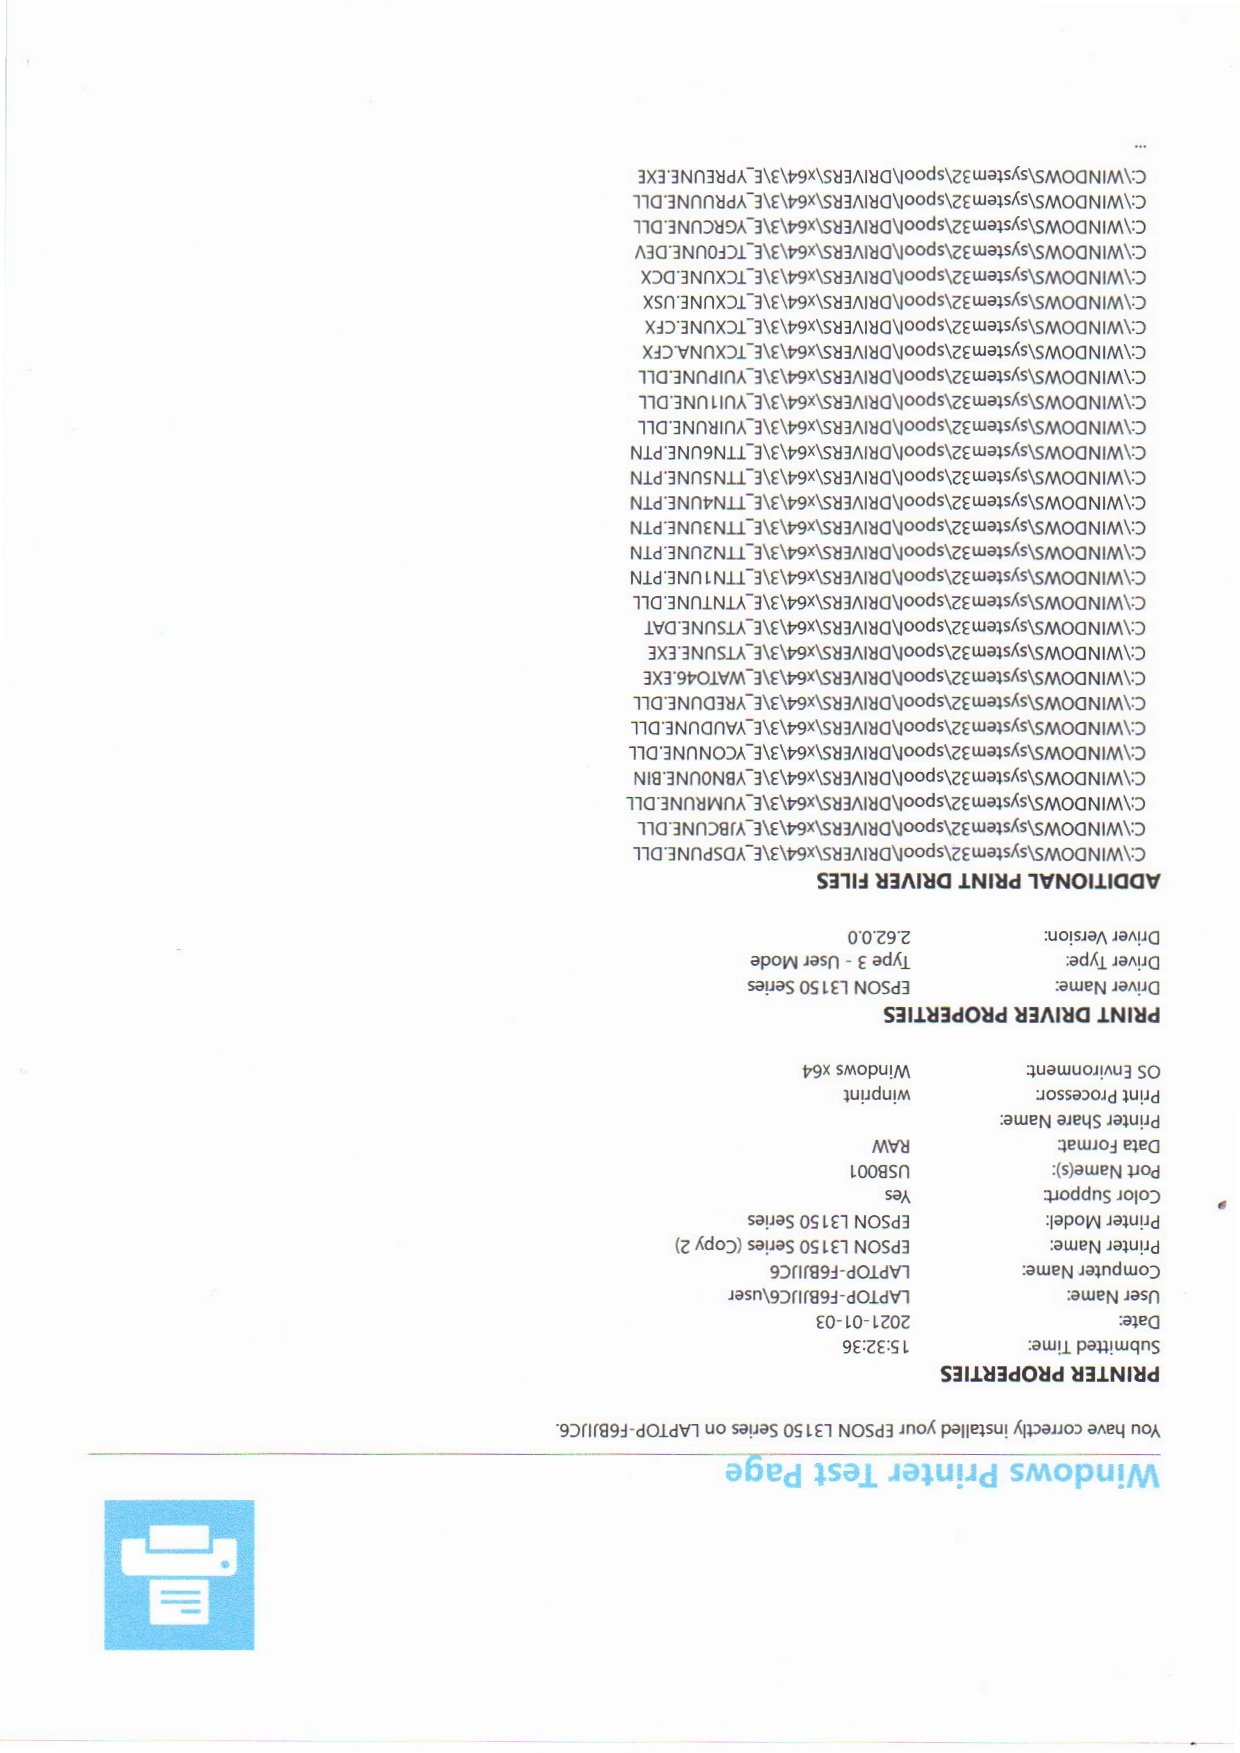 Windows Printer Test Page
You have correctly installed your EPSON L3150 Series on LAPTOP-F6BJIJC6.
PRINTER PROPERTIES
Submitted Time: 15:32:36
Date: 2021-01-03
User Name: LAPTOP-F6BJIJC6\user
Computer Name: LAPTOP-F6BJIJC6
Printer Name: EPSON L3150 Series (Copy 2)
Printer Model: EPSON L3150 Series
Color Support: Yes
Port Name(s): USB001
Data Format: RAW
Printer Share Name:
Print Processor: winprint
OS Environment: Windows x64
PRINT DRIVER PROPERTIES
Driver Name: EPSON L3150 Series
Driver Type: Type 3 - User Mode
Driver Version: 2.62.0.0
ADDITIONAL PRINT DRIVER FILES
C:\WINDOWS\system32\spool\DRIVERS\x64\3\E_YDSPUNE.DLL
C:\WINDOWS\system32\spool\DRIVERS\x64\3\E_YJBCUNE.DLL
C:\WINDOWS\system32\spool\DRIVERS\x64\3\E_YUMRUNE.DLL
C:\WINDOWS\system32\spool\DRIVERS\x64\3\E_YBN0UNE.BIN
C:\WINDOWS\system32\spool\DRIVERS\x64\3\E_YCONUNE.DLL
C:\WINDOWS\system32\spool\DRIVERS\x64\3\E_YAUDUNE.DLL
C:\WINDOWS\system32\spool\DRIVERS\x64\3\E_YREDUNE.DLL
C:\WINDOWS\system32\spool\DRIVERS\x64\3\E_WATO46.EXE
C:\WINDOWS\system32\spool\DRIVERS\x64\3\E_YTSUNE.EXE
C:\WINDOWS\system32\spool\DRIVERS\x64\3\E_YTSUNE.DAT
C:\WINDOWS\system32\spool\DRIVERS\x64\3\E_YTNTUNE.DLL
C:\WINDOWS\system32\spool\DRIVERS\x64\3\E_TTN1UNE.PTN
C:\WINDOWS\system32\spool\DRIVERS\x64\3\E_TTN2UNE.PTN
C:\WINDOWS\system32\spool\DRIVERS\x64\3\E_TTN3UNE.PTN
C:\WINDOWS\system32\spool\DRIVERS\x64\3\E_TTN4UNE.PTN
C:\WINDOWS\system32\spool\DRIVERS\x64\3\E_TTN5UNE.PTN
C:\WINDOWS\system32\spool\DRIVERS\x64\3\E_TTN6UNE.PTN
C:\WINDOWS\system32\spool\DRIVERS\x64\3\E_YUIRUNE.DLL
C:\WINDOWS\system32\spool\DRIVERS\x64\3\E_YUI1UNE.DLL
C:\WINDOWS\system32\spool\DRIVERS\x64\3\E_YUIPUNE.DLL
C:\WINDOWS\system32\spool\DRIVERS\x64\3\E_TCXUNA.CFX
C:\WINDOWS\system32\spool\DRIVERS\x64\3\E_TCXUNE.CFX
C:\WINDOWS\system32\spool\DRIVERS\x64\3\E_TCXUNE.USX
C:\WINDOWS\system32\spool\DRIVERS\x64\3\E_TCXUNE.DCX
C:\WINDOWS\system32\spool\DRIVERS\x64\3\E_TCF0UNE.DEV
C:\WINDOWS\system32\spool\DRIVERS\x64\3\E_YGRCUNE.DLL
C:\WINDOWS\system32\spool\DRIVERS\x64\3\E_YPRUUNE.DLL
C:\WINDOWS\system32\spool\DRIVERS\x64\3\E_YPREUNE.EXE
...